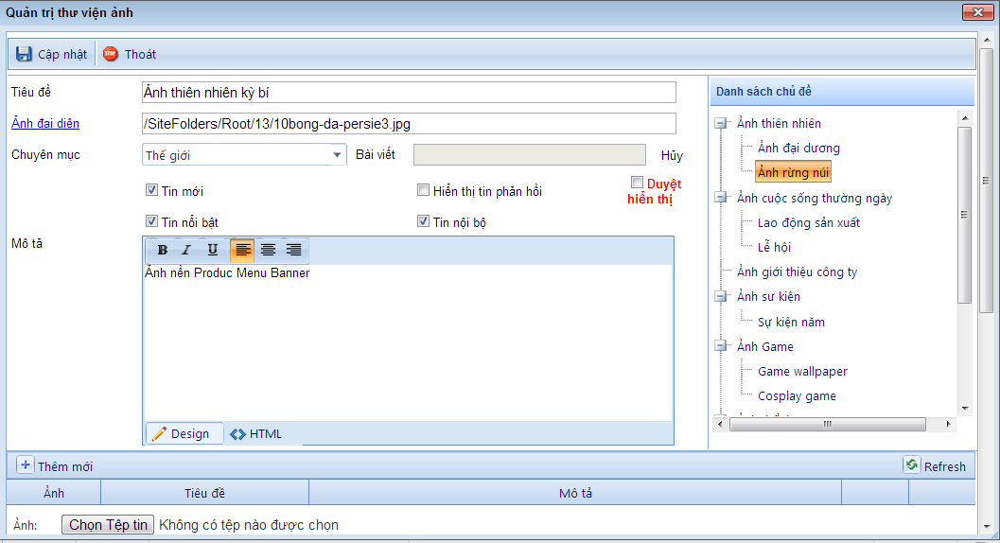 Quản trị thư viện ảnh
Cập nhật
STOP
Thoát
Tiêu đề
Ảnh thiên nhiên kỳ bí
Ảnh đại diện
/SiteFolders/Root/13/10bong-da-persie3.jpg
Chuyên mục
Thế giới
Bài viết
Hủy
Tin mới
Hiển thị tin phản hồi
Duyệt
hiển thị
Tin nổi bật
Tin nội bộ
Mô tả
B I U
Ảnh nền Produc Menu Banner
Design
HTML
Danh sách chủ đề
Ảnh thiên nhiên
Ảnh đại dương
Ảnh rừng núi
Ảnh cuộc sống thường ngày
Lao động sản xuất
Lễ hội
Ảnh giới thiệu công ty
Ảnh sư kiện
Sự kiện năm
Ảnh Game
Game wallpaper
Cosplay game
Thêm mới
Refresh
Ảnh
Tiêu đề
Mô tả
Ảnh:
Chọn Tệp tin
Không có tệp nào được chọn